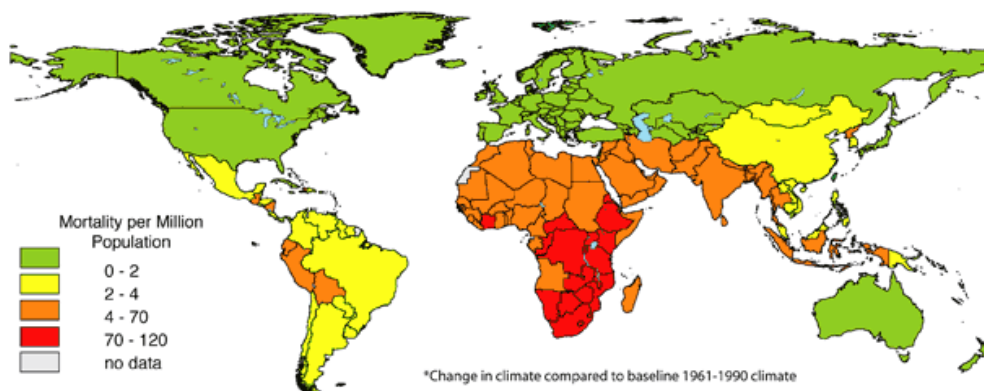 Mortality per Million
Population
0 - 2
2 - 4
4 - 70
70 - 120
no data
*Change in climate compared to baseline 1961-1990 climate